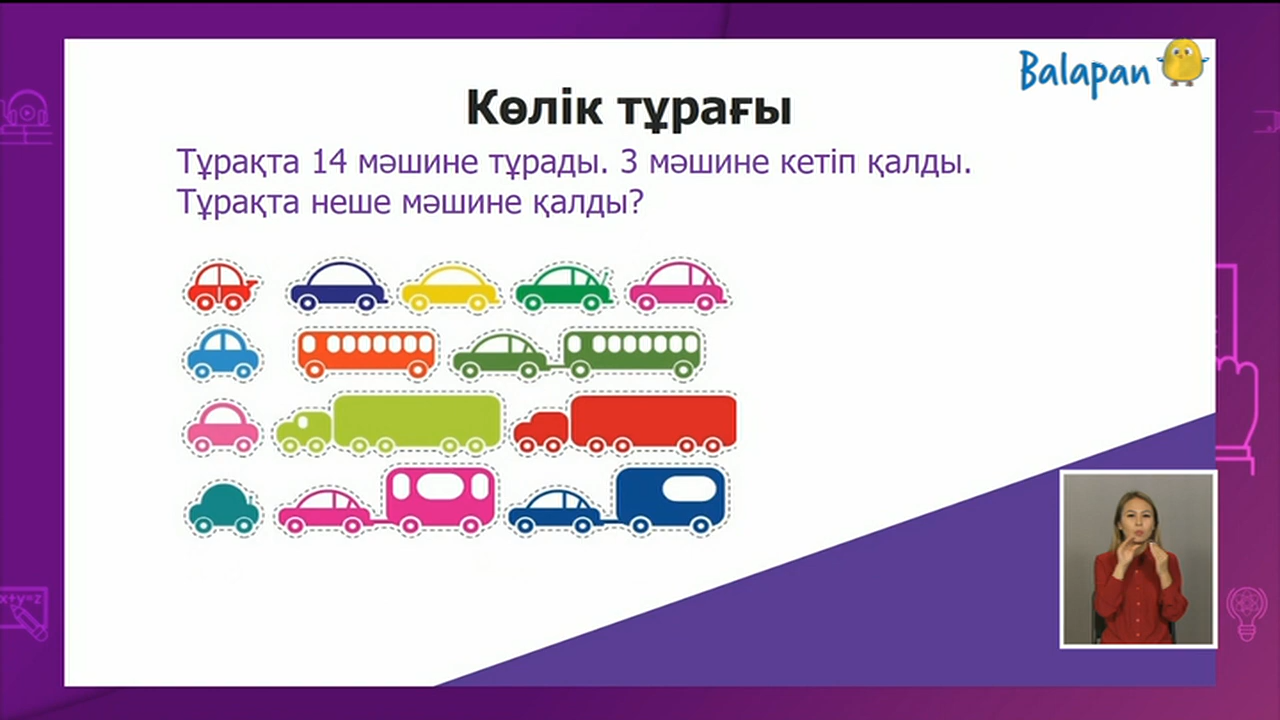 Balapan
Көлік тұрағы
Тұрақта 14 мәшине тұрады. 3 мәшине кетіп қалды.
Тұрақта неше мәшине қалды?
x+y=z